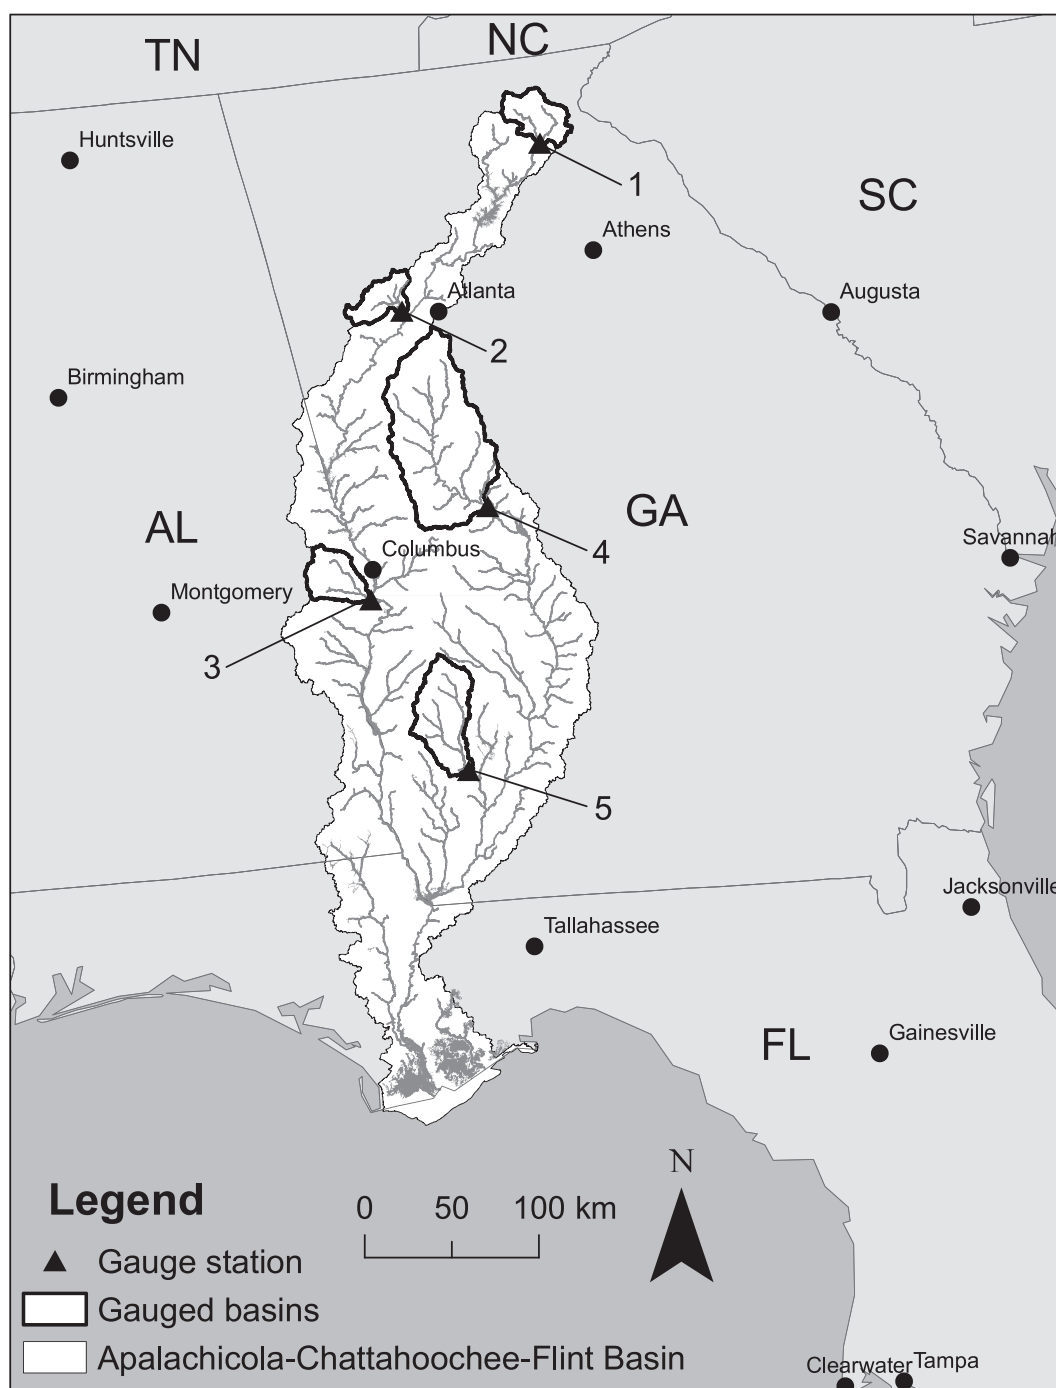 NC
TN
Huntsville
1
SC
Athens
Atlanta
Augusta
2
Birmingham
GA
AL
Savannah
Columbus
4
Montgomery
3
5
Jacksonville
Tallahassee
Gainesville
FL
N
Legend
0 50 100 km
Gauge station
Gauged basins
Apalachicola-Chattahoochee-Flint Basin
Clearwater
Tampa